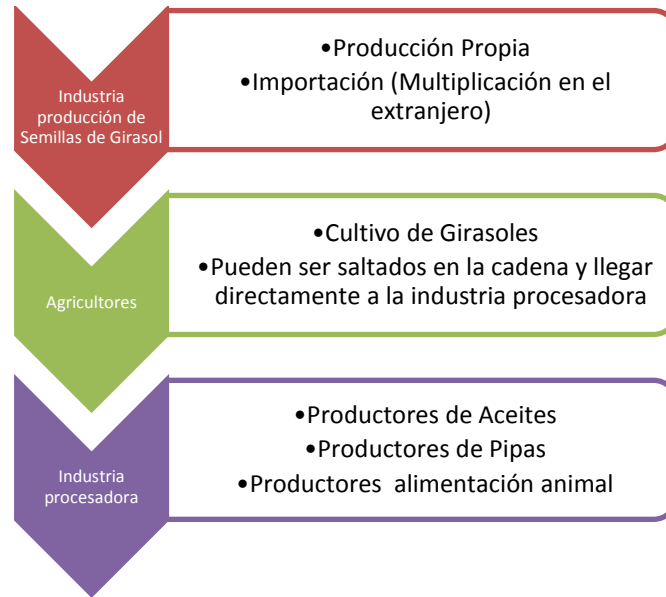 Industria
producción de
Semillas de Girasol
•Producción Propia
•Importación (Multiplicación en el
extranjero)
Agricultores
•Cultivo de Girasoles
•Pueden ser saltados en la cadena y llegar
directamente a la industria procesadora
Industria
procesadora
•Productores de Aceites
•Productores de Pipas
•Productores alimentación animal